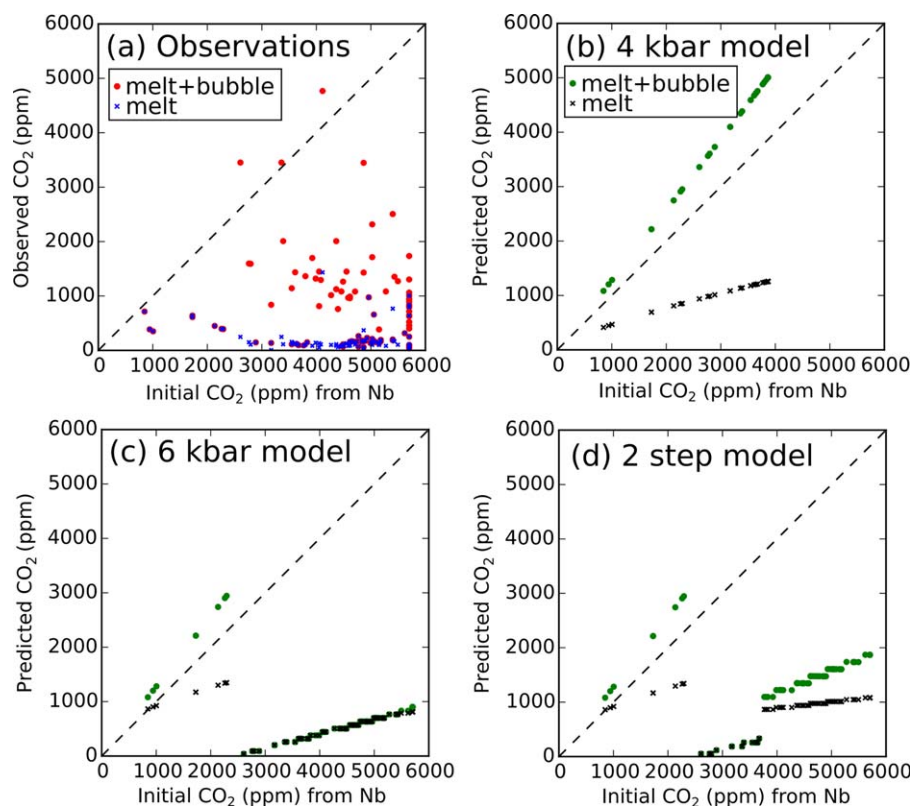 (a) Observations
melt+bubble
melt
Observed CO₂ (ppm)
6000
5000
4000
3000
2000
1000
0
0 1000 2000 3000 4000 5000 6000
Initial CO₂ (ppm) from Nb
(b) 4 kbar model
melt+bubble
melt
Predicted CO₂ (ppm)
6000
5000
4000
3000
2000
1000
0
0 1000 2000 3000 4000 5000 6000
Initial CO₂ (ppm) from Nb
(c) 6 kbar model
Predicted CO₂ (ppm)
6000
5000
4000
3000
2000
1000
0
0 1000 2000 3000 4000 5000 6000
Initial CO₂ (ppm) from Nb
(d) 2 step model
Predicted CO₂ (ppm)
6000
5000
4000
3000
2000
1000
0
0 1000 2000 3000 4000 5000 6000
Initial CO₂ (ppm) from Nb